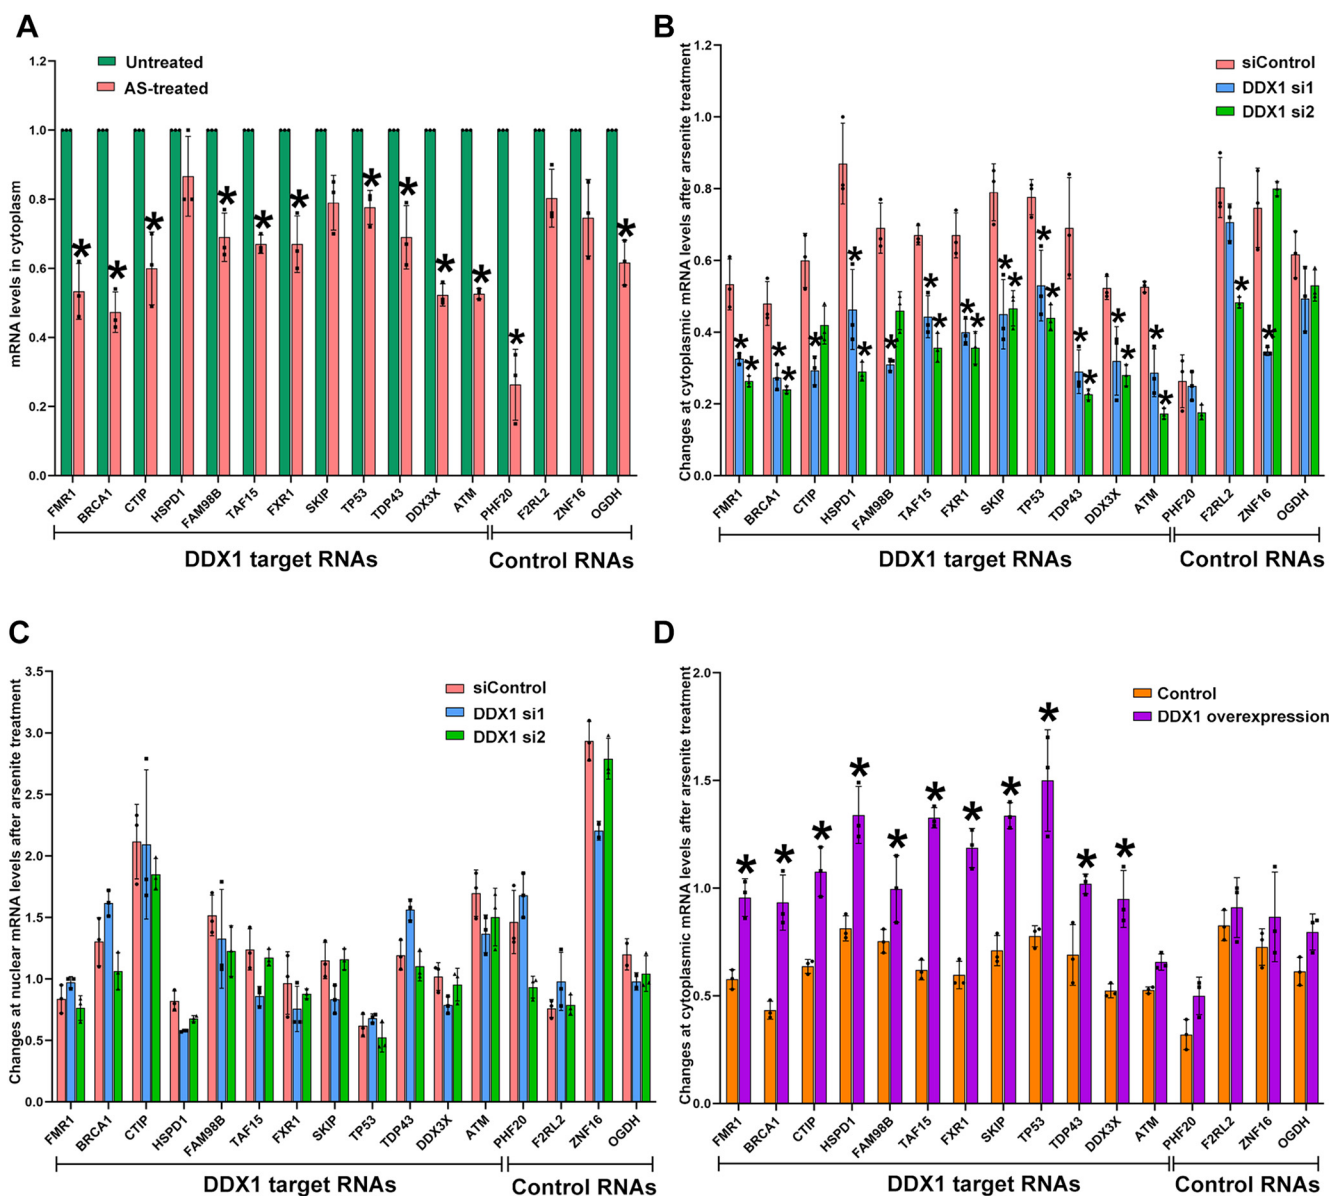 A
Untreated
AS-treated
mRNA levels in cytoplasm
1.2
1.0
0.8
0.6
0.4
0.2
0.0
FMR1
BRCA1
CTIP
HSPD1
FAM98B
TAF15
FXR1
SKIP
TP53
TDP43
DDX3X
ATM
PHF20
F2RL2
ZNF16
OGDH
DDX1 target RNAs
Control RNAs
B
siControl
DDX1 si1
DDX1 si2
Changes at cytoplasmic mRNA levels after arsenite treatment
1.2
1.0
0.8
0.6
0.4
0.2
0.0
FMR1
BRCA1
CTIP
HSPD1
FAM98B
TAF15
FXR1
SKIP
TP53
TDP43
DDX3X
ATM
PHF20
F2RL2
ZNF16
OGDH
DDX1 target RNAs
Control RNAs
C
siControl
DDX1 si1
DDX1 si2
Changes at nuclear mRNA levels after arsenite treatment
3.5
3.0
2.5
2.0
1.5
1.0
0.5
0.0
FMR1
BRCA1
CTIP
HSPD1
FAM98B
TAF15
FXR1
SKIP
TP53
TDP43
DDX3X
ATM
PHF20
F2RL2
ZNF16
OGDH
DDX1 target RNAs
Control RNAs
D
Control
DDX1 overexpression
Changes at cytoplasmic mRNA levels after arsenite treatment
2.0
1.5
1.0
0.5
0.0
FMR1
BRCA1
CTIP
HSPD1
FAM98B
TAF15
FXR1
SKIP
TP53
TDP43
DDX3X
ATM
PHF20
F2RL2
ZNF16
OGDH
DDX1 target RNAs
Control RNAs